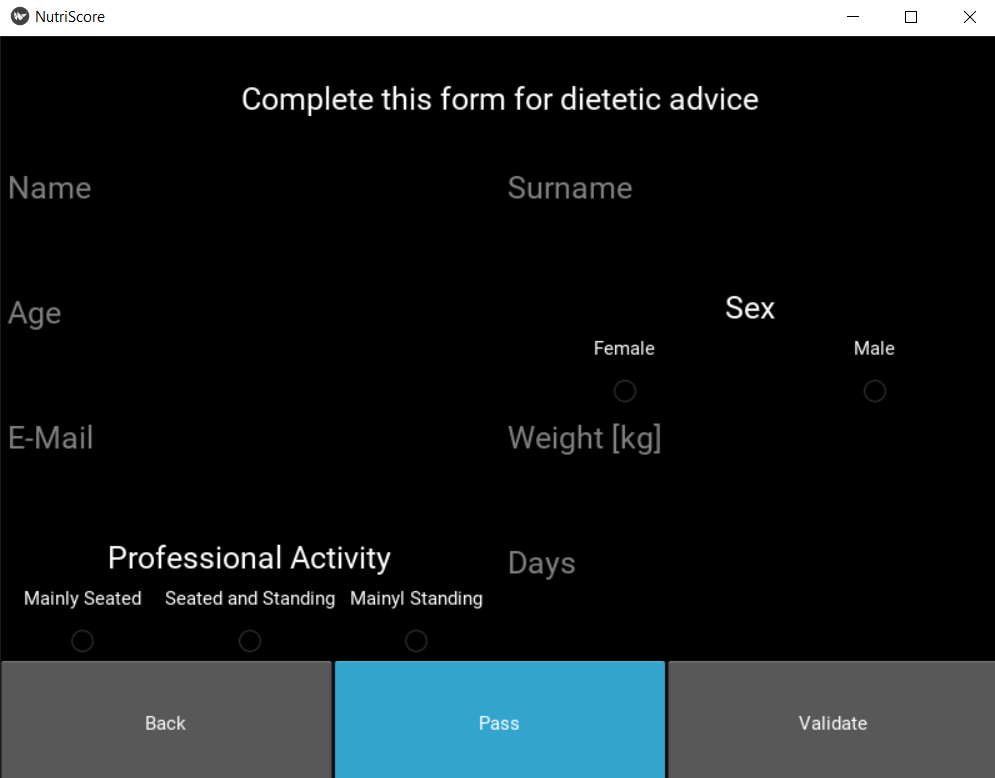 NutriScore
Complete this form for dietetic advice
Name
Surname
Age
Sex
Female
Male
E-Mail
Weight [kg]
Professional Activity
Mainly Seated
Seated and Standing
Mainyl Standing
Days
Back
Pass
Validate